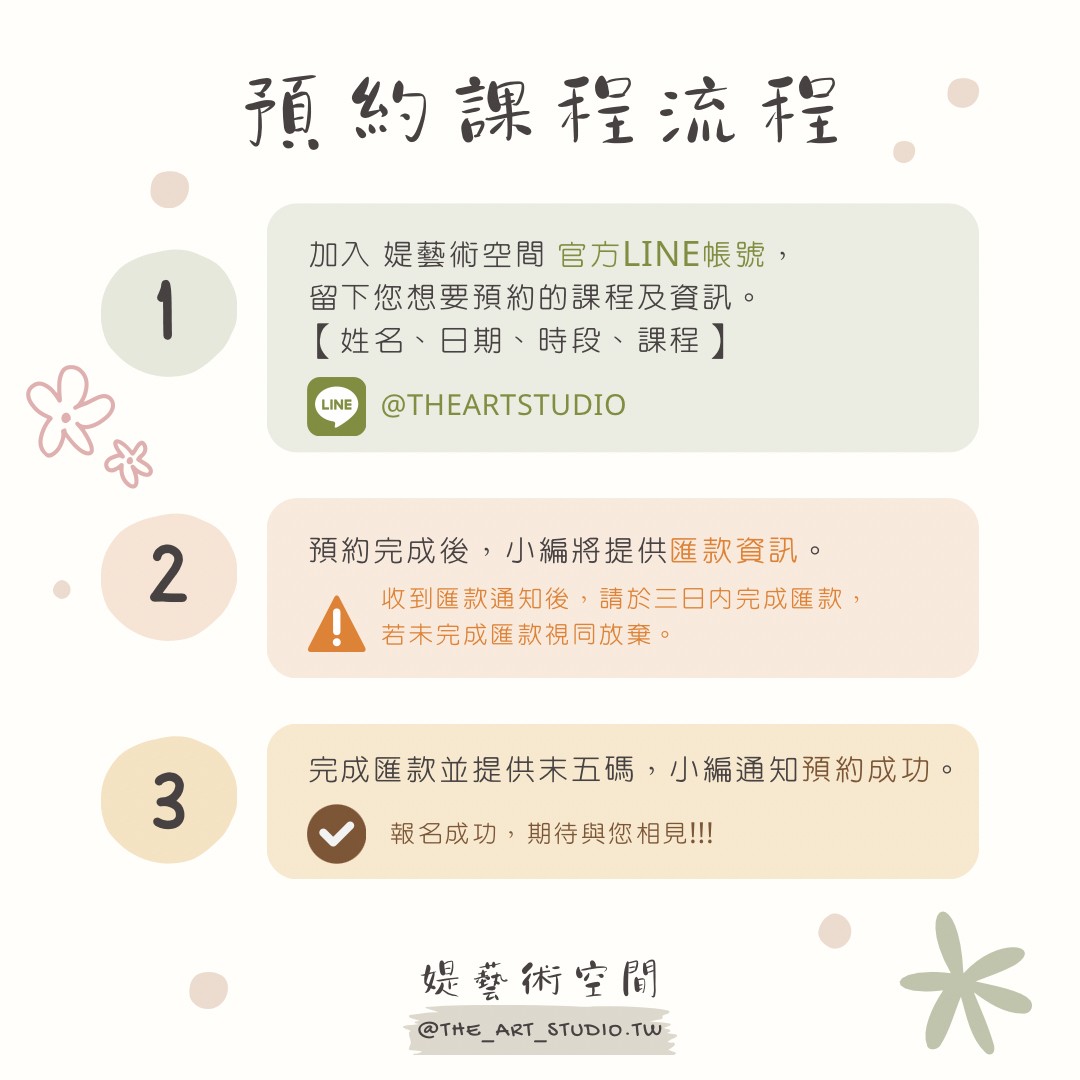 預約課程流程
1
加入 媞藝術空間 官方LINE帳號，
留下您想要預約的課程及資訊。
【姓名、日期、時段、課程】
LINE @THEARTSTUDIO
2
預約完成後，小編將提供匯款資訊。
收到匯款通知後，請於三日內完成匯款，
若未完成匯款視同放棄。
3
完成匯款並提供末五碼，小編通知預約成功。
報名成功，期待與您相見!!!
媞藝術空間
@THE_ART_STUDIO.TW